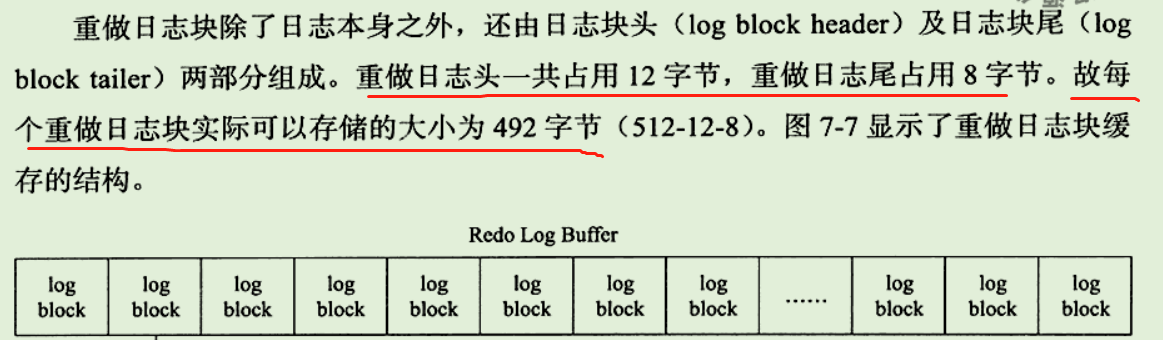 重做日志块除了日志本身之外，还由日志块头（log block header）及日志块尾（log
block tailer）两部分组成。重做日志头一共占用 12 字节，重做日志尾占用 8 字节。故每
个重做日志块实际可以存储的大小为 492 字节（512-12-8）。图 7-7 显示了重做日志块缓
存的结构。
Redo Log Buffer
log log log log log log log log ...... log log log
block block block block block block block block block block block